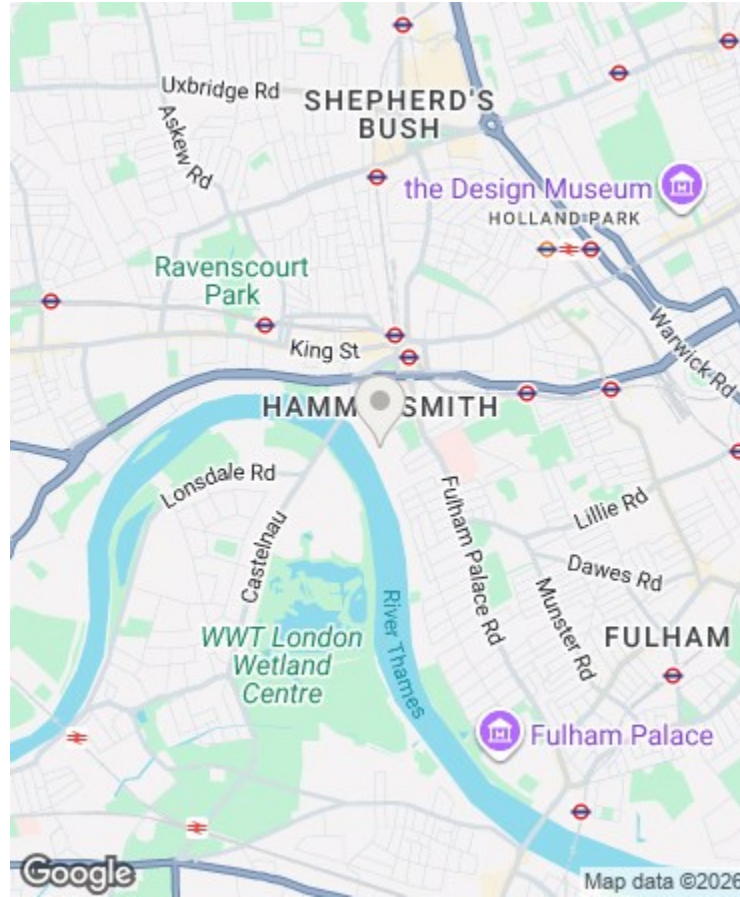 Uxbridge Rd
SHEPHERD'S
BUSH
Askew Rd
the Design Museum
HOLLAND PARK
Ravenscourt
Park
King St
Warwick Rd
HAMM SMITH
Lonsdale Rd
Castelnau
Fulham Palace Rd
Lillie Rd
Dawes Rd
Munster Rd
River Thames
WWT London
Wetland
Centre
FULHAM
Fulham Palace
Google
Map data ©2026